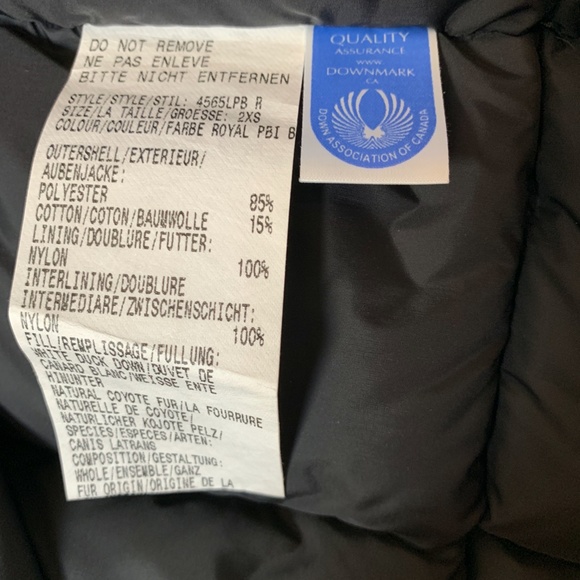 DO NOT REMOVE
NE PAS ENLEVE
BITTE NICHT ENTFERNEN
STYLE/STYLE/STIL: 4565LPB R
SIZE/LA TAILLE/GROESSE: 2XS
COLOUR/COULEUR/FARBE ROYAL PBI B
OUTERSHELL/EXTERIEUR/
AUBENJACKE:
POLYESTER 85%
COTTON/COTON/BAUMWOLLE 15%
LINING/DOUBLURE/FUTTER:
NYLON 100%
INTERLINING/DOUBLURE
INTERMEDIARE/ZWISCHENSCHICHT:
NYLON 100%
FILL/REMPLISSAGE/FULLUNG:
WHITE DUCK DOWN/DUVET DE
CANARD BLANC/WEISSE ENTE
HINUNTER
NATURAL COYOTE FUR/LA FOURRURE
NATURELLE DE COYOTE/
NATURLICHER KOJOTE PELZ/
SPECIES/ESPECES/ARTEN:
CANIS LATRANS
COMPOSITION/GESTALTUNG:
WHOLE/ENSEMBLE/GANZ
FUR ORIGIN/ORIGINE DE LA
QUALITY
ASSURANCE
www
DOWNMARK
.CA
DOWN ASSOCIATION OF CANADA